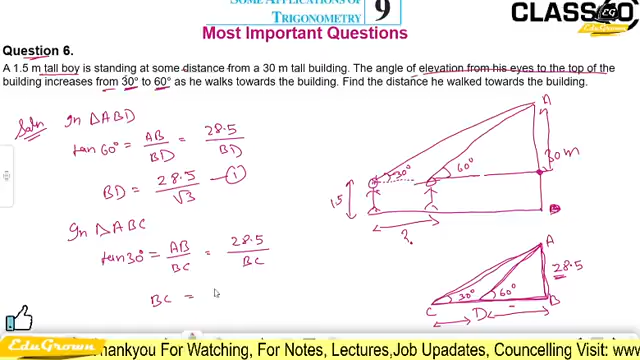 SOME APPLICATIONS OF
TRIGONOMETRY
9
CLASS60
EG
Most Important Questions
Question 6.
A 1.5 m tall boy is standing at some distance from a 30 m tall building. The angle of elevation from his eyes to the top of the
building increases from 30° to 60° as he walks towards the building. Find the distance he walked towards the building.
Soln
In ΔABD
tan 60° = AB/BD = 28.5/BD
BD = 28.5/√3 — ①
In ΔABC
tan 30° = AB/BC = 28.5/BC
BC =
A
30°
60°
30 m
1.5
?
A
28.5
30°
60°
C
D
B
EduGrown
Thankyou For Watching, For Notes, Lectures,Job Upadates, Councelling Visit : www